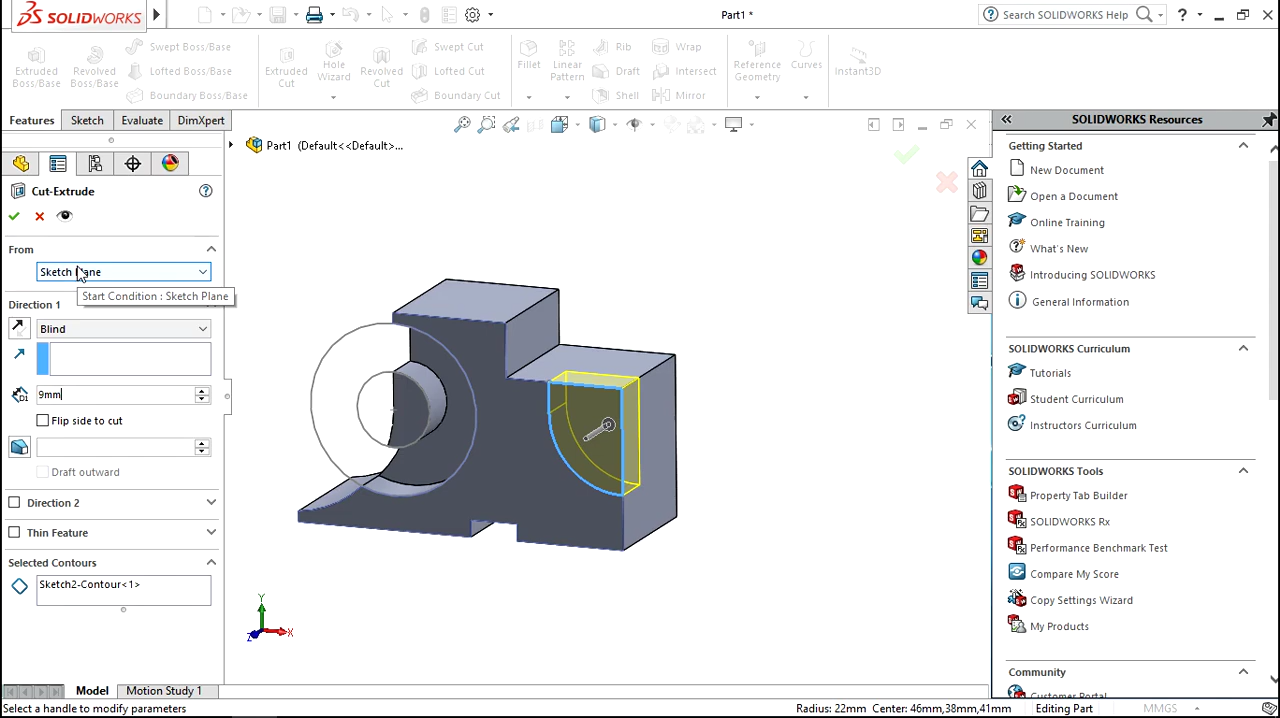 SOLIDWORKS
Part1 *
Search SOLIDWORKS Help
?
Extruded Boss/Base
Revolved Boss/Base
Swept Boss/Base
Lofted Boss/Base
Boundary Boss/Base
Extruded Cut
Hole Wizard
Revolved Cut
Swept Cut
Lofted Cut
Boundary Cut
Fillet
Linear Pattern
Rib
Draft
Shell
Wrap
Intersect
Mirror
Reference Geometry
Curves
Instant3D
Features
Sketch
Evaluate
DimXpert
Part1 (Default<<Default>...
Cut-Extrude
From
Sketch Plane
Start Condition : Sketch Plane
Direction 1
Blind
9mm
Flip side to cut
Draft outward
Direction 2
Thin Feature
Selected Contours
Sketch2-Contour<1>
Y
X
Z
SOLIDWORKS Resources
Getting Started
New Document
Open a Document
Online Training
What's New
Introducing SOLIDWORKS
General Information
SOLIDWORKS Curriculum
Tutorials
Student Curriculum
Instructors Curriculum
SOLIDWORKS Tools
Property Tab Builder
SOLIDWORKS Rx
Performance Benchmark Test
Compare My Score
Copy Settings Wizard
My Products
Community
Customer Portal
Model
Motion Study 1
Select a handle to modify parameters
Radius: 22mm Center: 46mm,38mm,41mm
Editing Part
MMGS